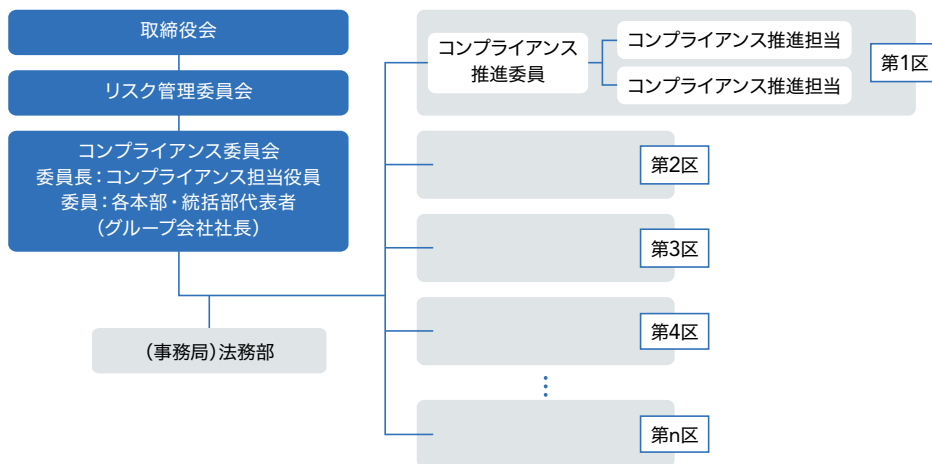 取締役会
リスク管理委員会
コンプライアンス委員会
委員長：コンプライアンス担当役員
委員：各本部・統括部代表者
（グループ会社社長）
（事務局）法務部
コンプライアンス
推進委員
コンプライアンス推進担当
コンプライアンス推進担当
第1区
第2区
第3区
第4区
⋮
第n区